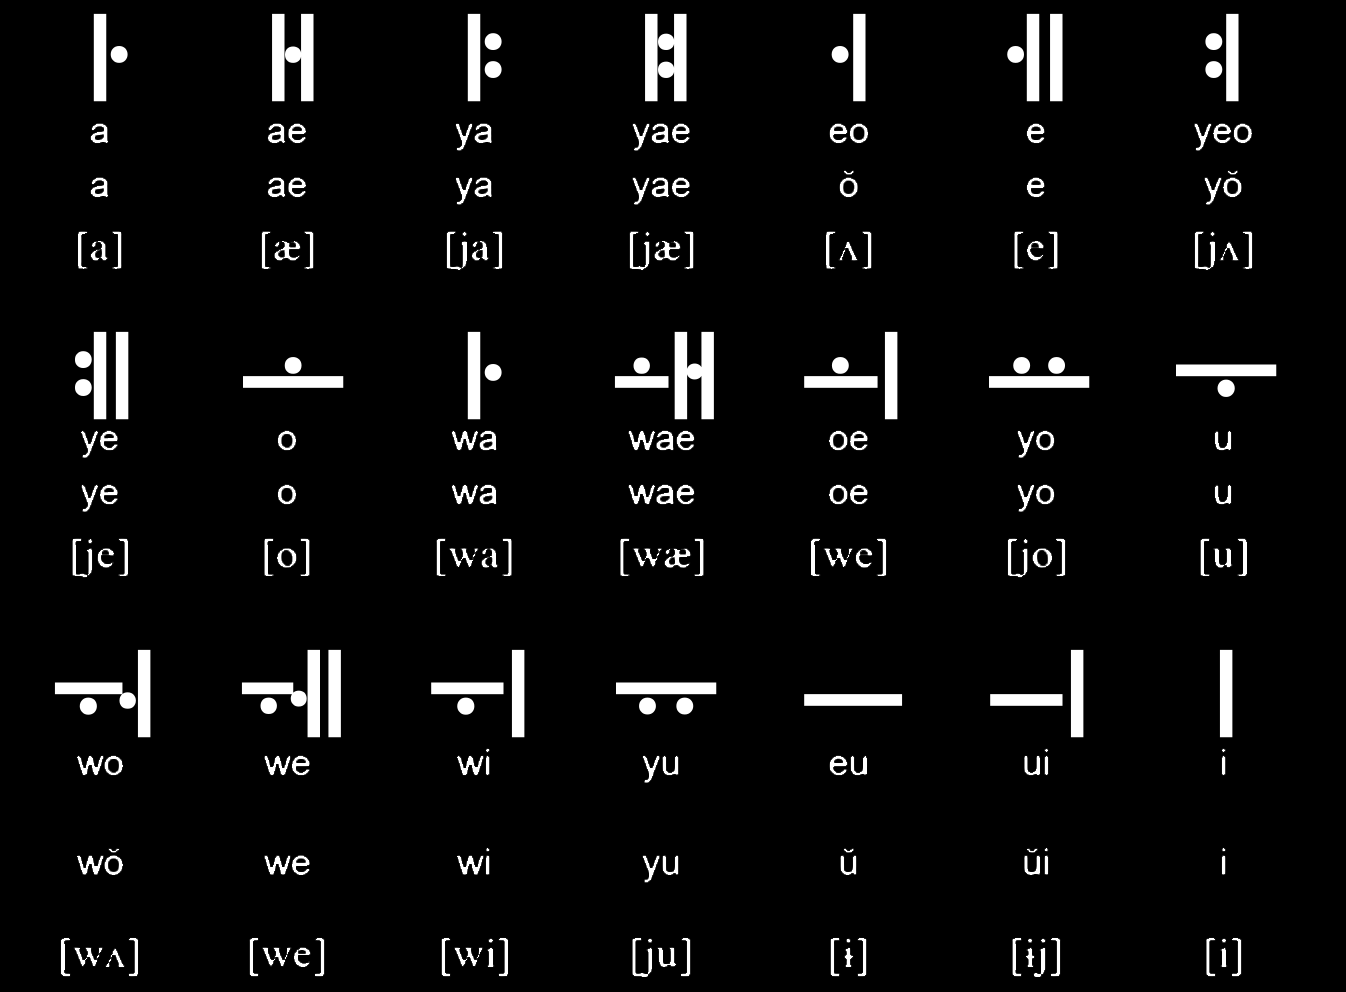 ㅏ ㅐ ㅑ ㅒ ㅓ ㅔ ㅕ
a ae ya yae eo e yeo
a ae ya yae ŏ e yŏ
[a] [æ] [ja] [jæ] [ʌ] [e] [jʌ]
ㅖ ㅗ ㅏ ㅙ ㅚ ㅛ ㅜ
ye o wa wae oe yo u
ye o wa wae oe yo u
[je] [o] [wa] [wæ] [we] [jo] [u]
ㅝ ㅞ ㅟ ㅠ ㅡ ㅢ ㅣ
wo we wi yu eu ui i
wŏ we wi yu ŭ ŭi i
[wʌ] [we] [wi] [ju] [ɨ] [ɨj] [i]